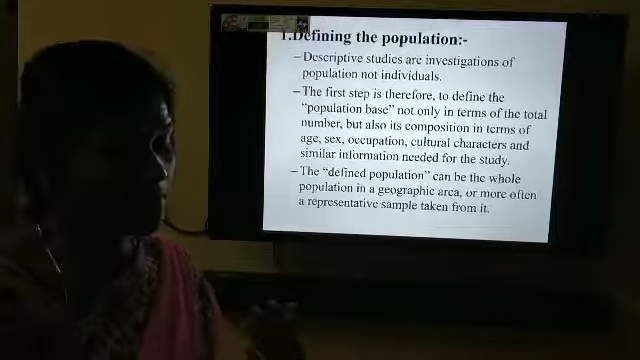 1.Defining the population:-
–Descriptive studies are investigations of
population not individuals.
–The first step is therefore, to define the
"population base" not only in terms of the total
number, but also its composition in terms of
age, sex, occupation, cultural characters and
similar information needed for the study.
–The "defined population" can be the whole
population in a geographic area, or more often
a representative sample taken from it.